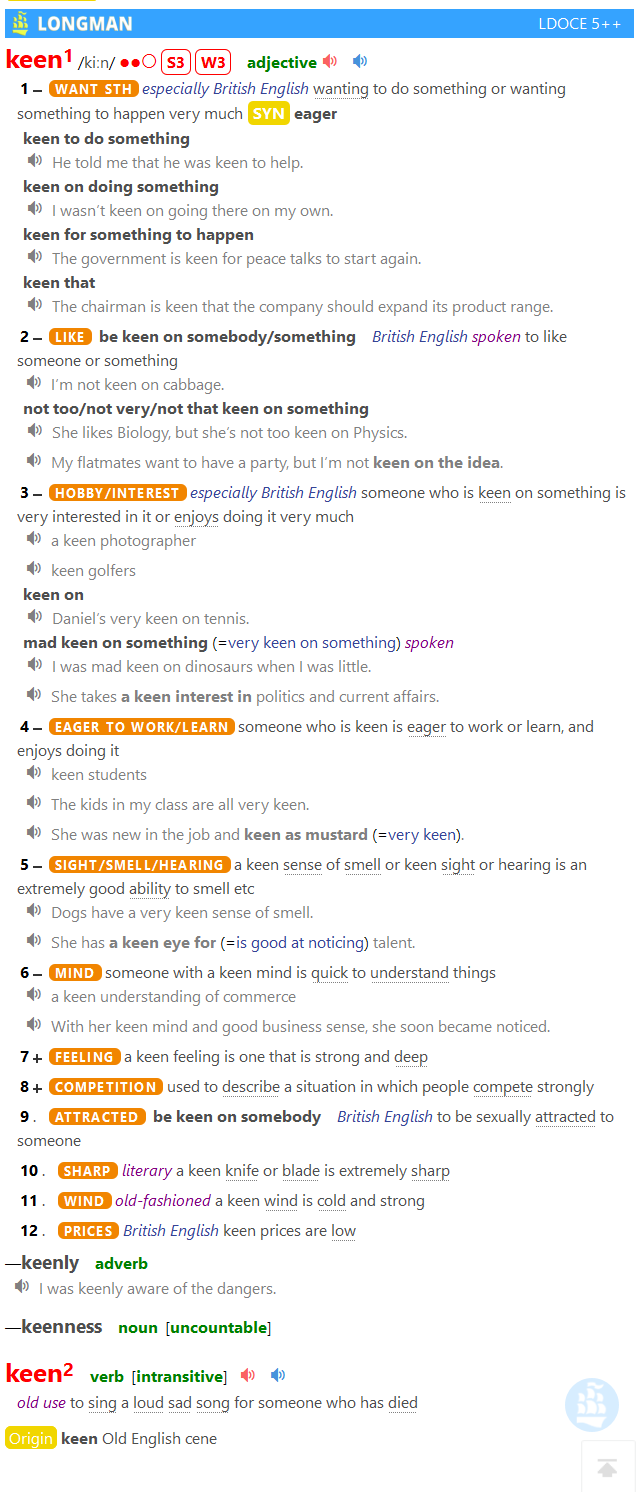 LONGMAN LDOCE 5++
keen1 /kiːn/ ●●○ S3 W3 adjective
1 – WANT STH especially British English wanting to do something or wanting
something to happen very much SYN eager
keen to do something
He told me that he was keen to help.
keen on doing something
I wasn’t keen on going there on my own.
keen for something to happen
The government is keen for peace talks to start again.
keen that
The chairman is keen that the company should expand its product range.
2 – LIKE be keen on somebody/something British English spoken to like
someone or something
I’m not keen on cabbage.
not too/not very/not that keen on something
She likes Biology, but she’s not too keen on Physics.
My flatmates want to have a party, but I’m not keen on the idea.
3 – HOBBY/INTEREST especially British English someone who is keen on something is
very interested in it or enjoys doing it very much
a keen photographer
keen golfers
keen on
Daniel’s very keen on tennis.
mad keen on something (=very keen on something) spoken
I was mad keen on dinosaurs when I was little.
She takes a keen interest in politics and current affairs.
4 – EAGER TO WORK/LEARN someone who is keen is eager to work or learn, and
enjoys doing it
keen students
The kids in my class are all very keen.
She was new in the job and keen as mustard (=very keen).
5 – SIGHT/SMELL/HEARING a keen sense of smell or keen sight or hearing is an
extremely good ability to smell etc
Dogs have a very keen sense of smell.
She has a keen eye for (=is good at noticing) talent.
6 – MIND someone with a keen mind is quick to understand things
a keen understanding of commerce
With her keen mind and good business sense, she soon became noticed.
7 + FEELING a keen feeling is one that is strong and deep
8 + COMPETITION used to describe a situation in which people compete strongly
9 . ATTRACTED be keen on somebody British English to be sexually attracted to
someone
10 . SHARP literary a keen knife or blade is extremely sharp
11 . WIND old-fashioned a keen wind is cold and strong
12 . PRICES British English keen prices are low
—keenly adverb
I was keenly aware of the dangers.
—keenness noun [uncountable]
keen2 verb [intransitive]
old use to sing a loud sad song for someone who has died
Origin keen Old English cene